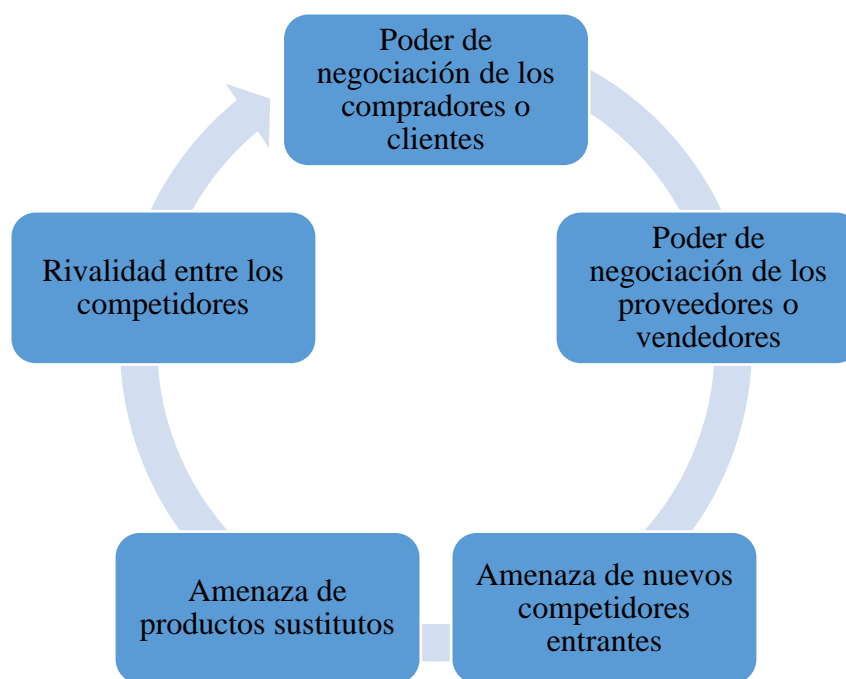 Poder de
negociación de los
compradores o
clientes
Poder de
negociación de los
proveedores o
vendedores
Amenaza de nuevos
competidores
entrantes
Amenaza de
productos sustitutos
Rivalidad entre los
competidores